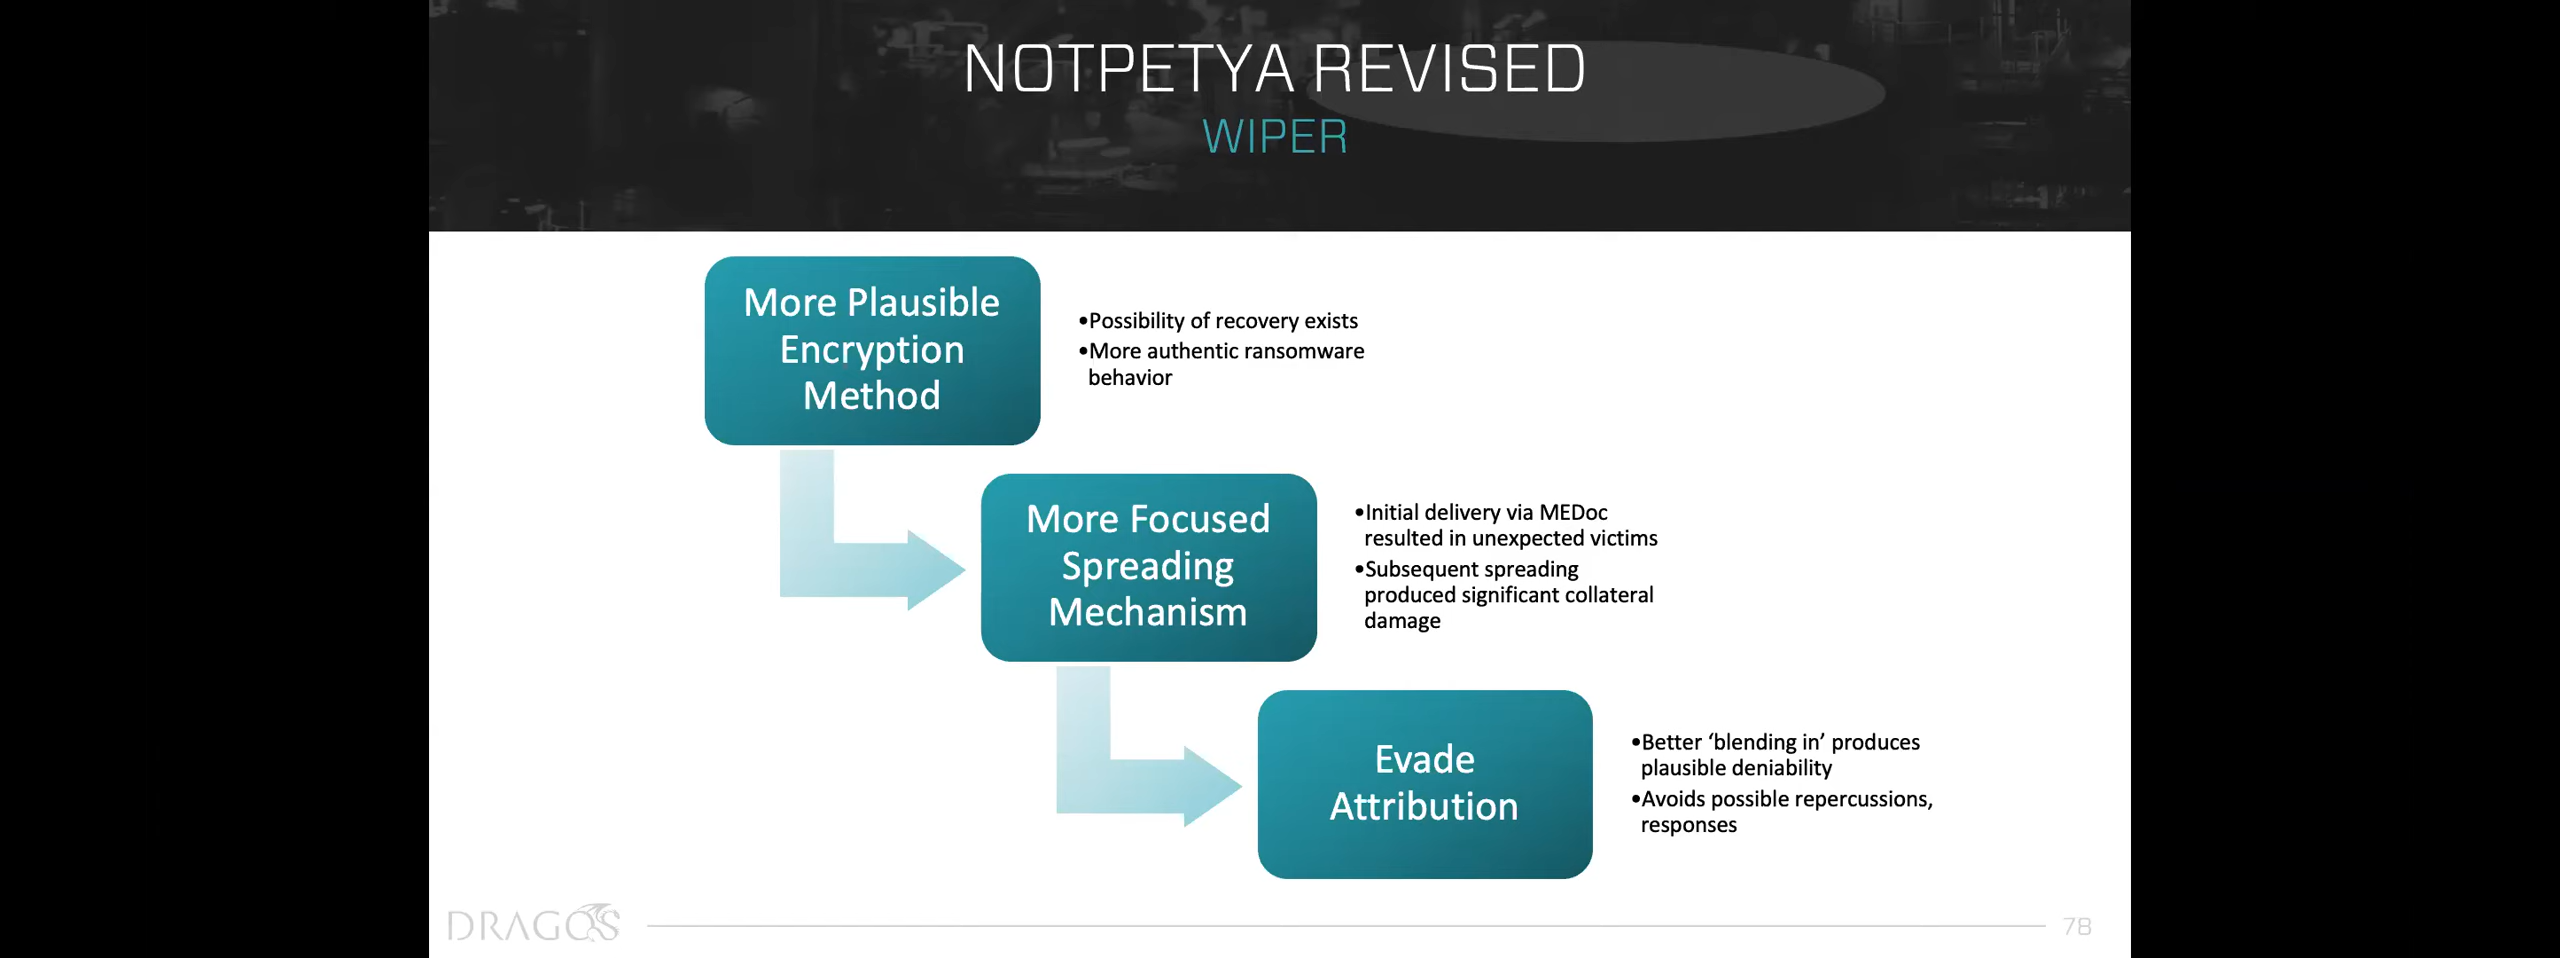 NOTPETYA REVISED
WIPER
More Plausible
Encryption
Method
•Possibility of recovery exists
•More authentic ransomware
behavior
More Focused
Spreading
Mechanism
•Initial delivery via MEDoc
resulted in unexpected victims
•Subsequent spreading
produced significant collateral
damage
Evade
Attribution
•Better ‘blending in’ produces
plausible deniability
•Avoids possible repercussions,
responses
DRAGOS
78